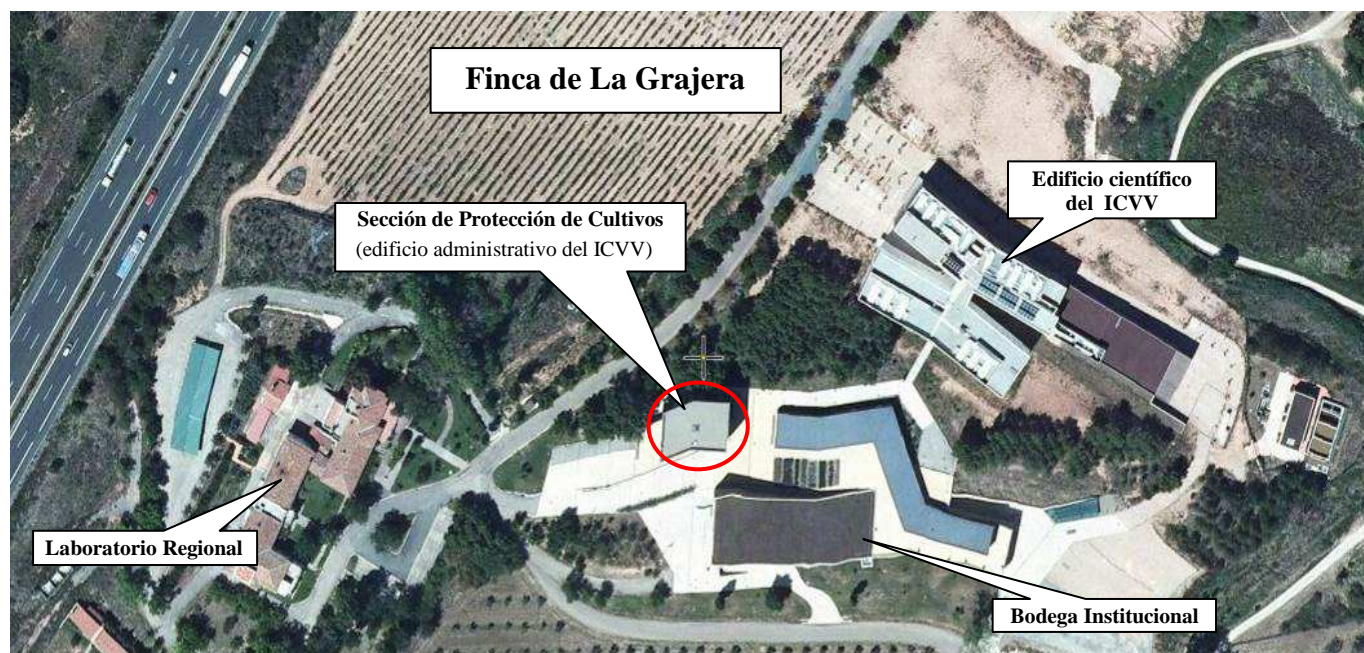 Finca de La Grajera
Edificio científico
del ICVV
Sección de Protección de Cultivos
(edificio administrativo del ICVV)
Laboratorio Regional
Bodega Institucional